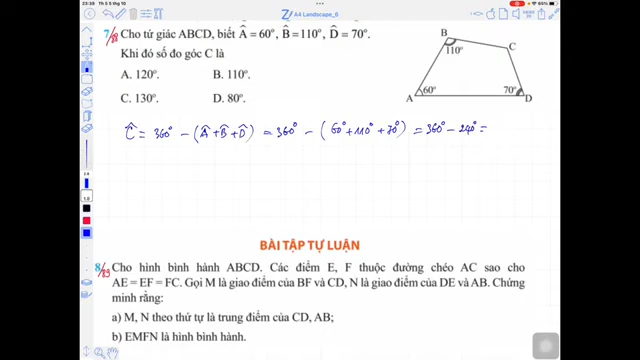 23:38 Thứ 5 5 thg 10
A4 Landscape_6
7/88 Cho tứ giác ABCD, biết Â = 60°, B̂ = 110°, D̂ = 70°.
Khi đó số đo góc C là
A. 120°. B. 110°.
C. 130°. D. 80°.
B
110°
C
A
60°
70°
D
Ĉ = 360° - (Â + B̂ + D̂) = 360° - (60° + 110° + 70°) = 360° - 240° =
BÀI TẬP TỰ LUẬN
8/89 Cho hình bình hành ABCD. Các điểm E, F thuộc đường chéo AC sao cho
AE = EF = FC. Gọi M là giao điểm của BF và CD, N là giao điểm của DE và AB. Chứng
minh rằng:
a) M, N theo thứ tự là trung điểm của CD, AB;
b) EMFN là hình bình hành.